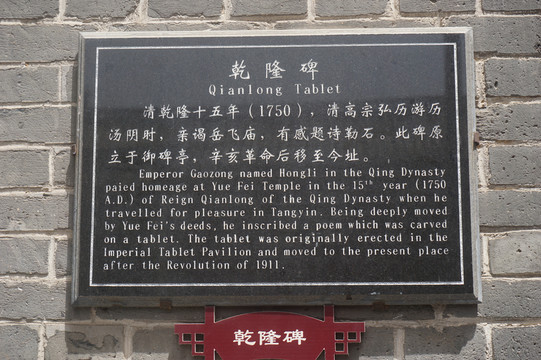 乾隆碑
Qianlong Tablet
清乾隆十五年（1750），清高宗弘历游历
汤阴时，亲谒岳飞庙，有感题诗勒石。此碑原
立于御碑亭，辛亥革命后移至今址。
Emperor Gaozong named Hongli in the Qing Dynasty
paied homeage at Yue Fei Temple in the 15th year (1750
A.D.) of Reign Qianlong of the Qing Dynasty when he
travelled for pleasure in Tangyin. Being deeply moved
by Yue Fei's deeds, he inscribed a poem which was carved
on a tablet. The tablet was originally erected in the
Imperial Tablet Pavilion and moved to the present place
after the Revolution of 1911.
乾隆碑